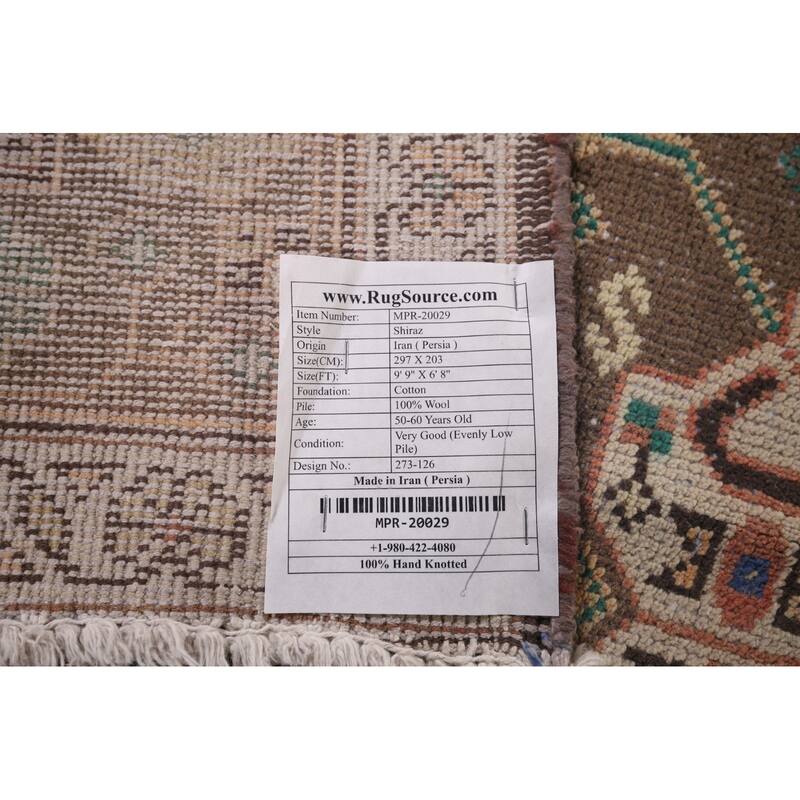 www.RugSource.com
Item Number: MPR-20029
Style Shiraz
Origin Iran ( Persia )
Size(CM): 297 X 203
Size(FT): 9' 9" X 6' 8"
Foundation: Cotton
Pile: 100% Wool
Age: 50-60 Years Old
Condition: Very Good (Evenly Low
Pile)
Design No.: 273-126
Made in Iran ( Persia )
MPR-20029
+1-980-422-4080
100% Hand Knotted